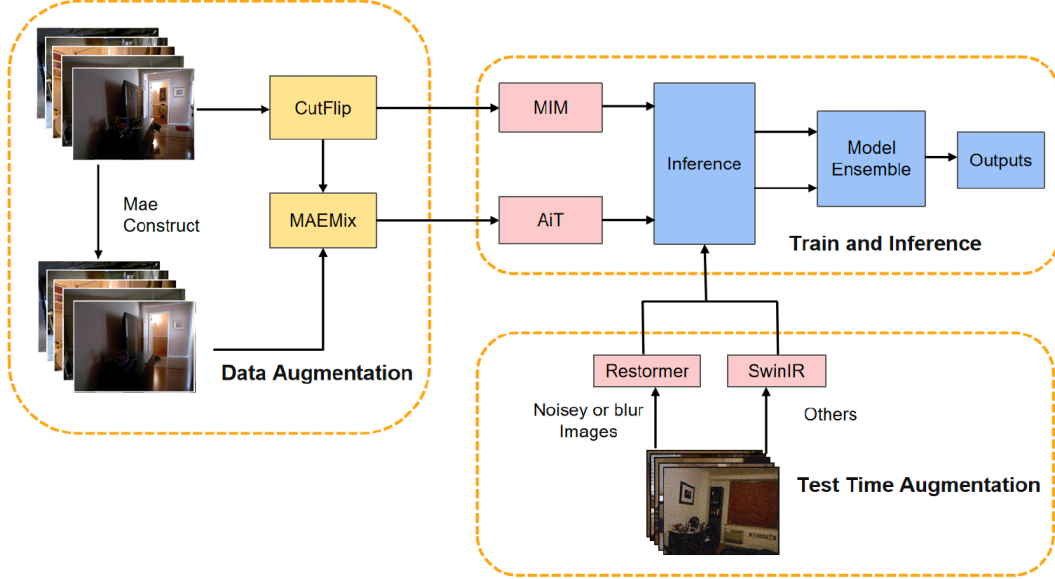 CutFlip
MAEMix
Mae
Construct
Data Augmentation
MIM
AiT
Inference
Model
Ensemble
Outputs
Train and Inference
Restormer
SwinIR
Noisey or blur
Images
Others
Test Time Augmentation